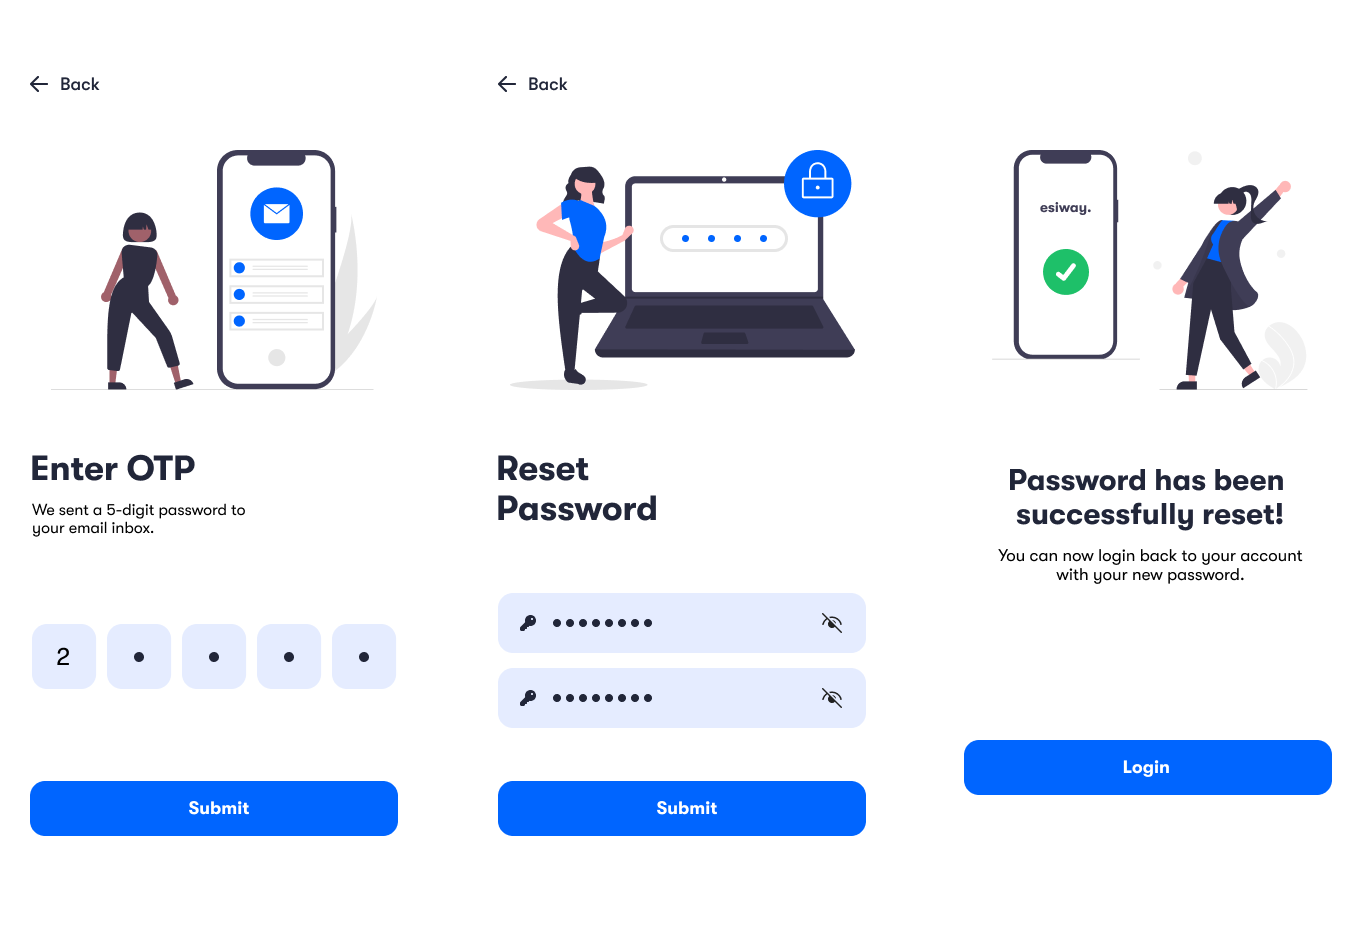 Back
Enter OTP
We sent a 5-digit password to
your email inbox.
2
Submit
Back
Reset
Password
Submit
esiway.
Password has been
successfully reset!
You can now login back to your account
with your new password.
Login